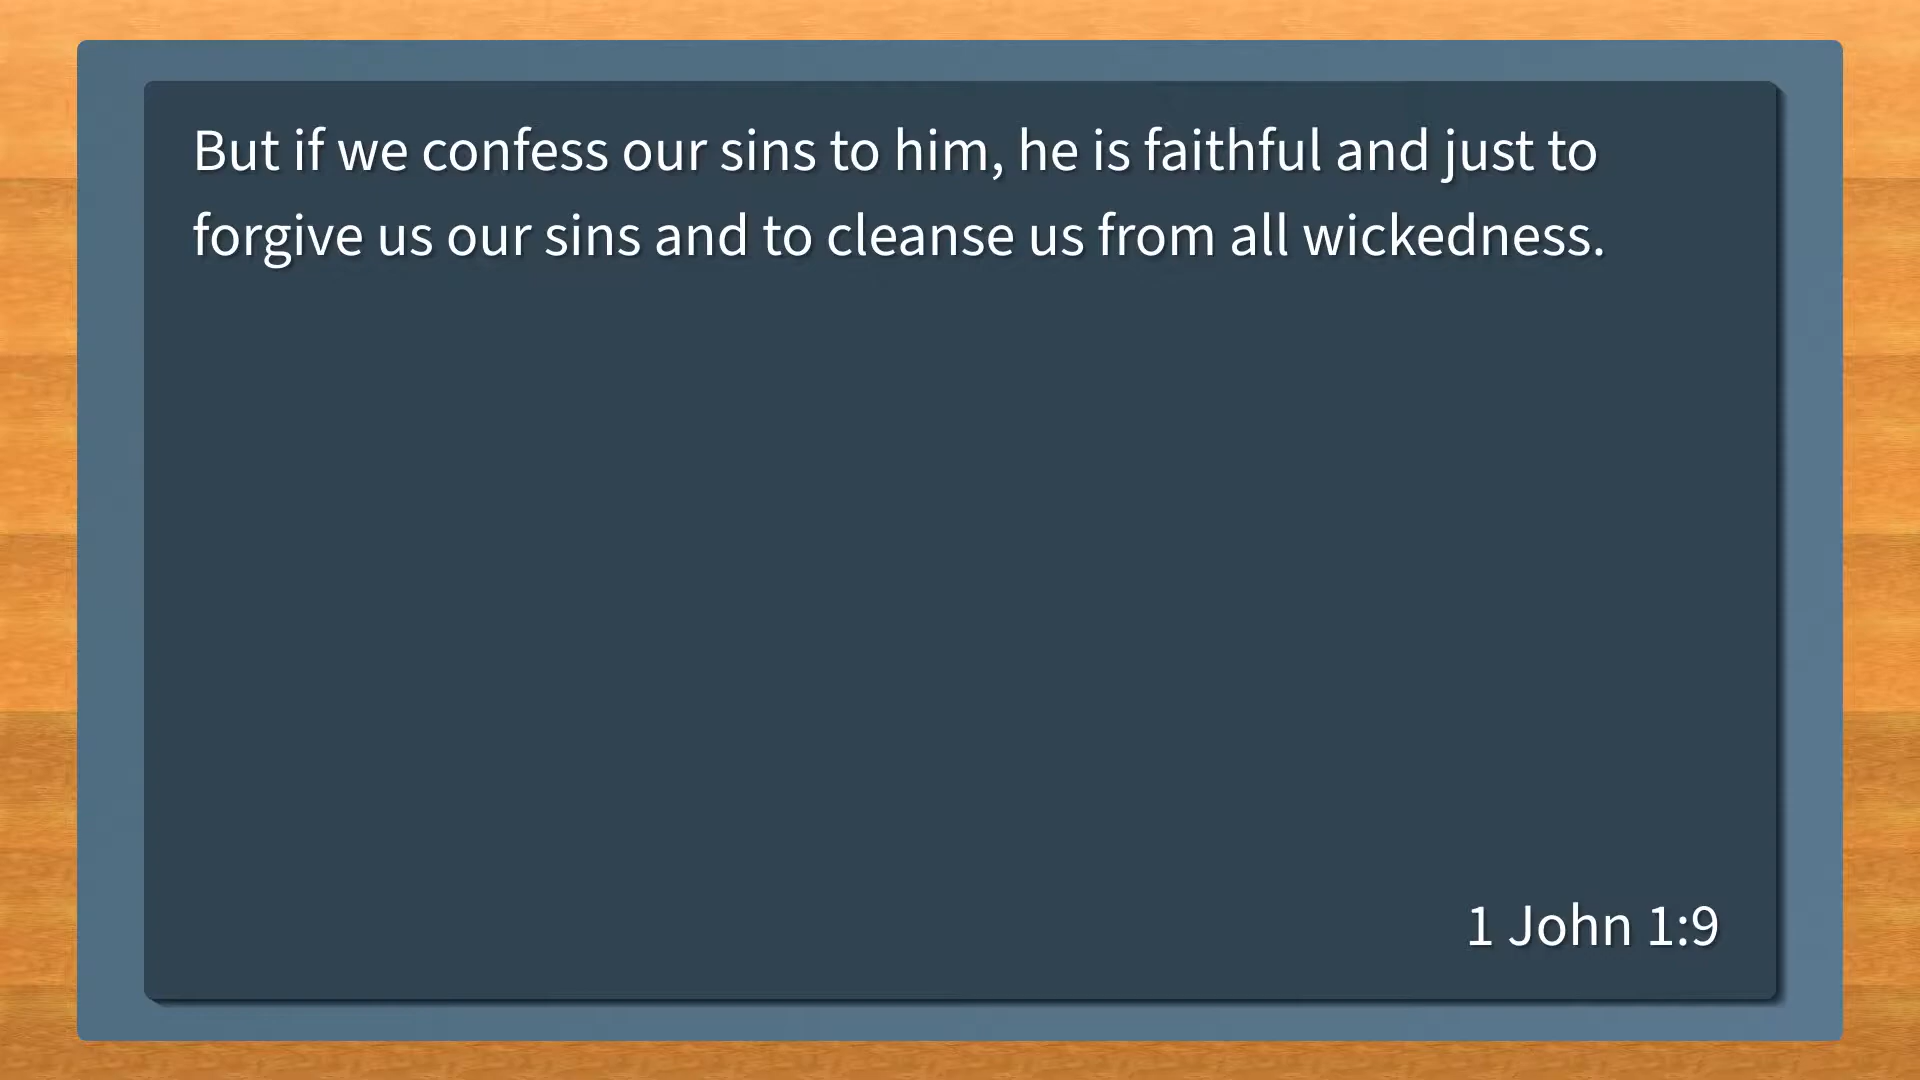 But if we confess our sins to him, he is faithful and just to
forgive us our sins and to cleanse us from all wickedness.
1 John 1:9